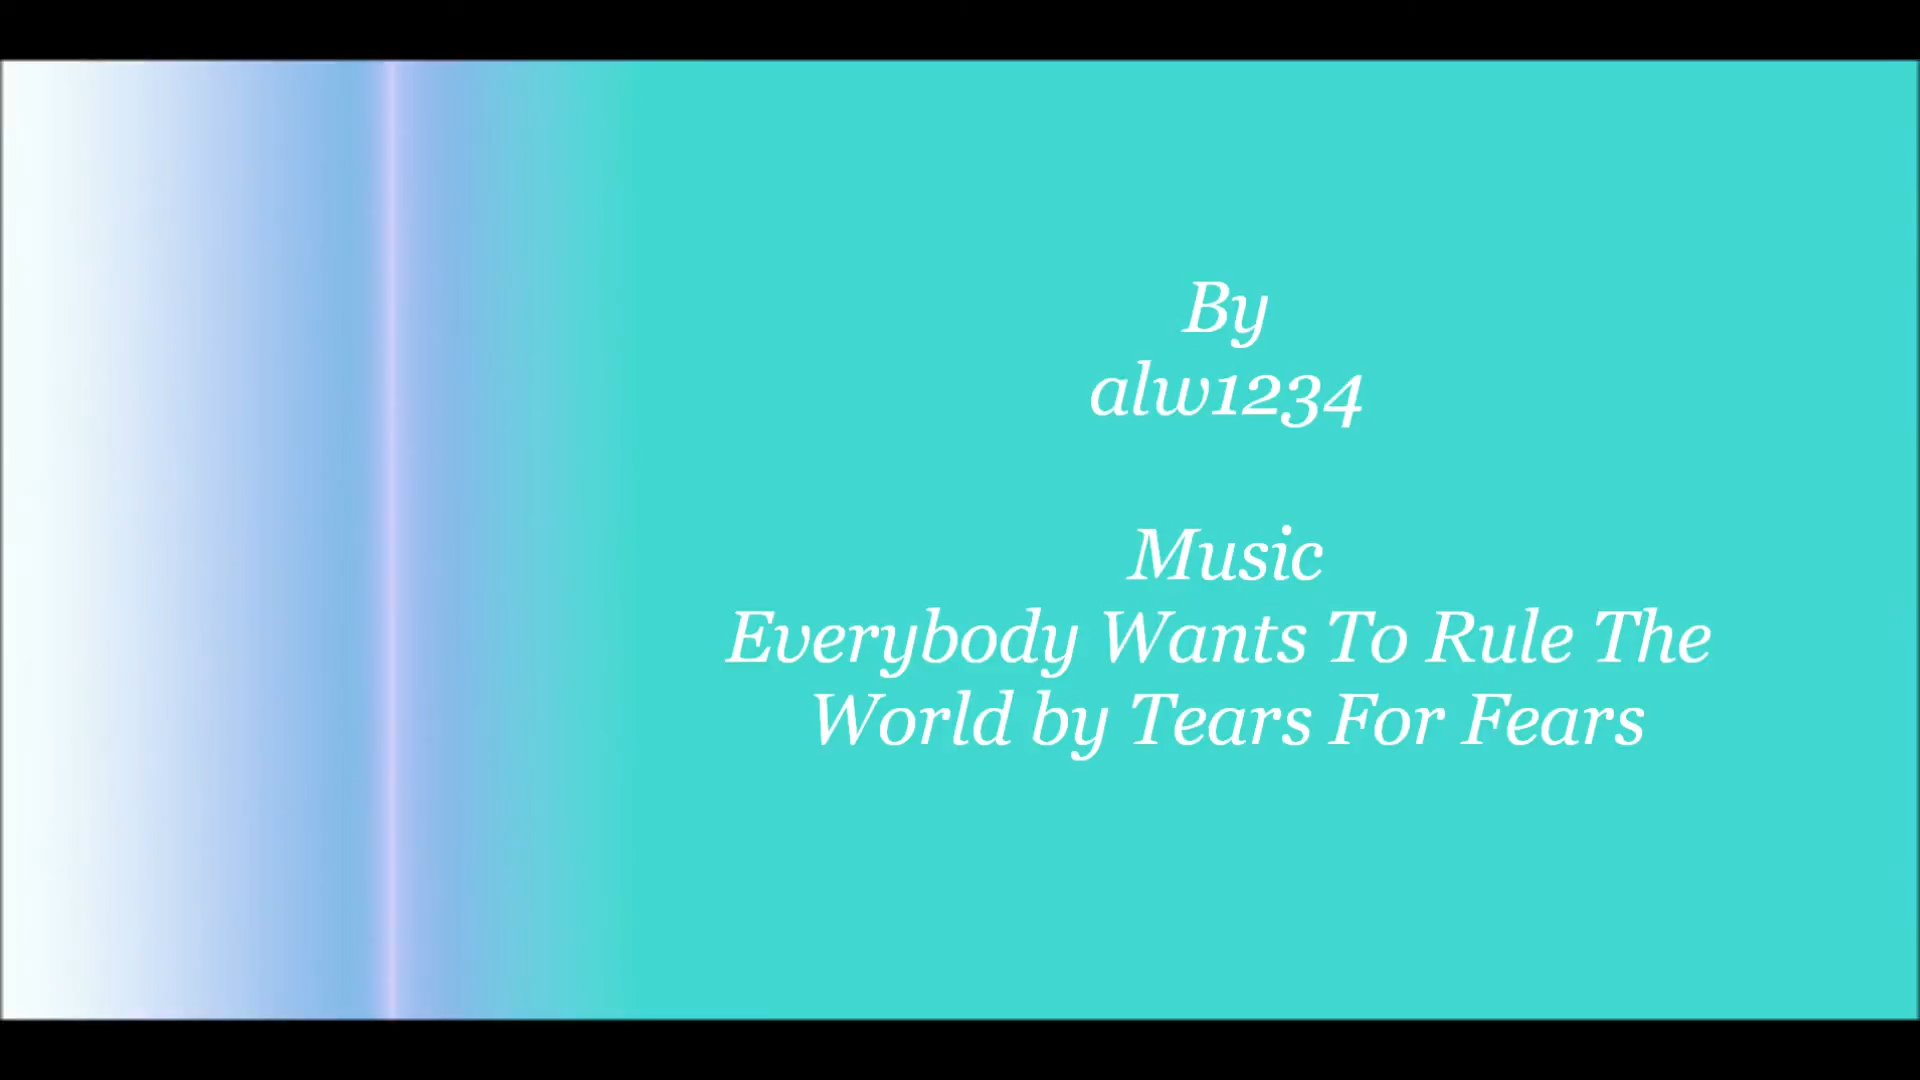 By
alw1234
Music
Everybody Wants To Rule The
World by Tears For Fears